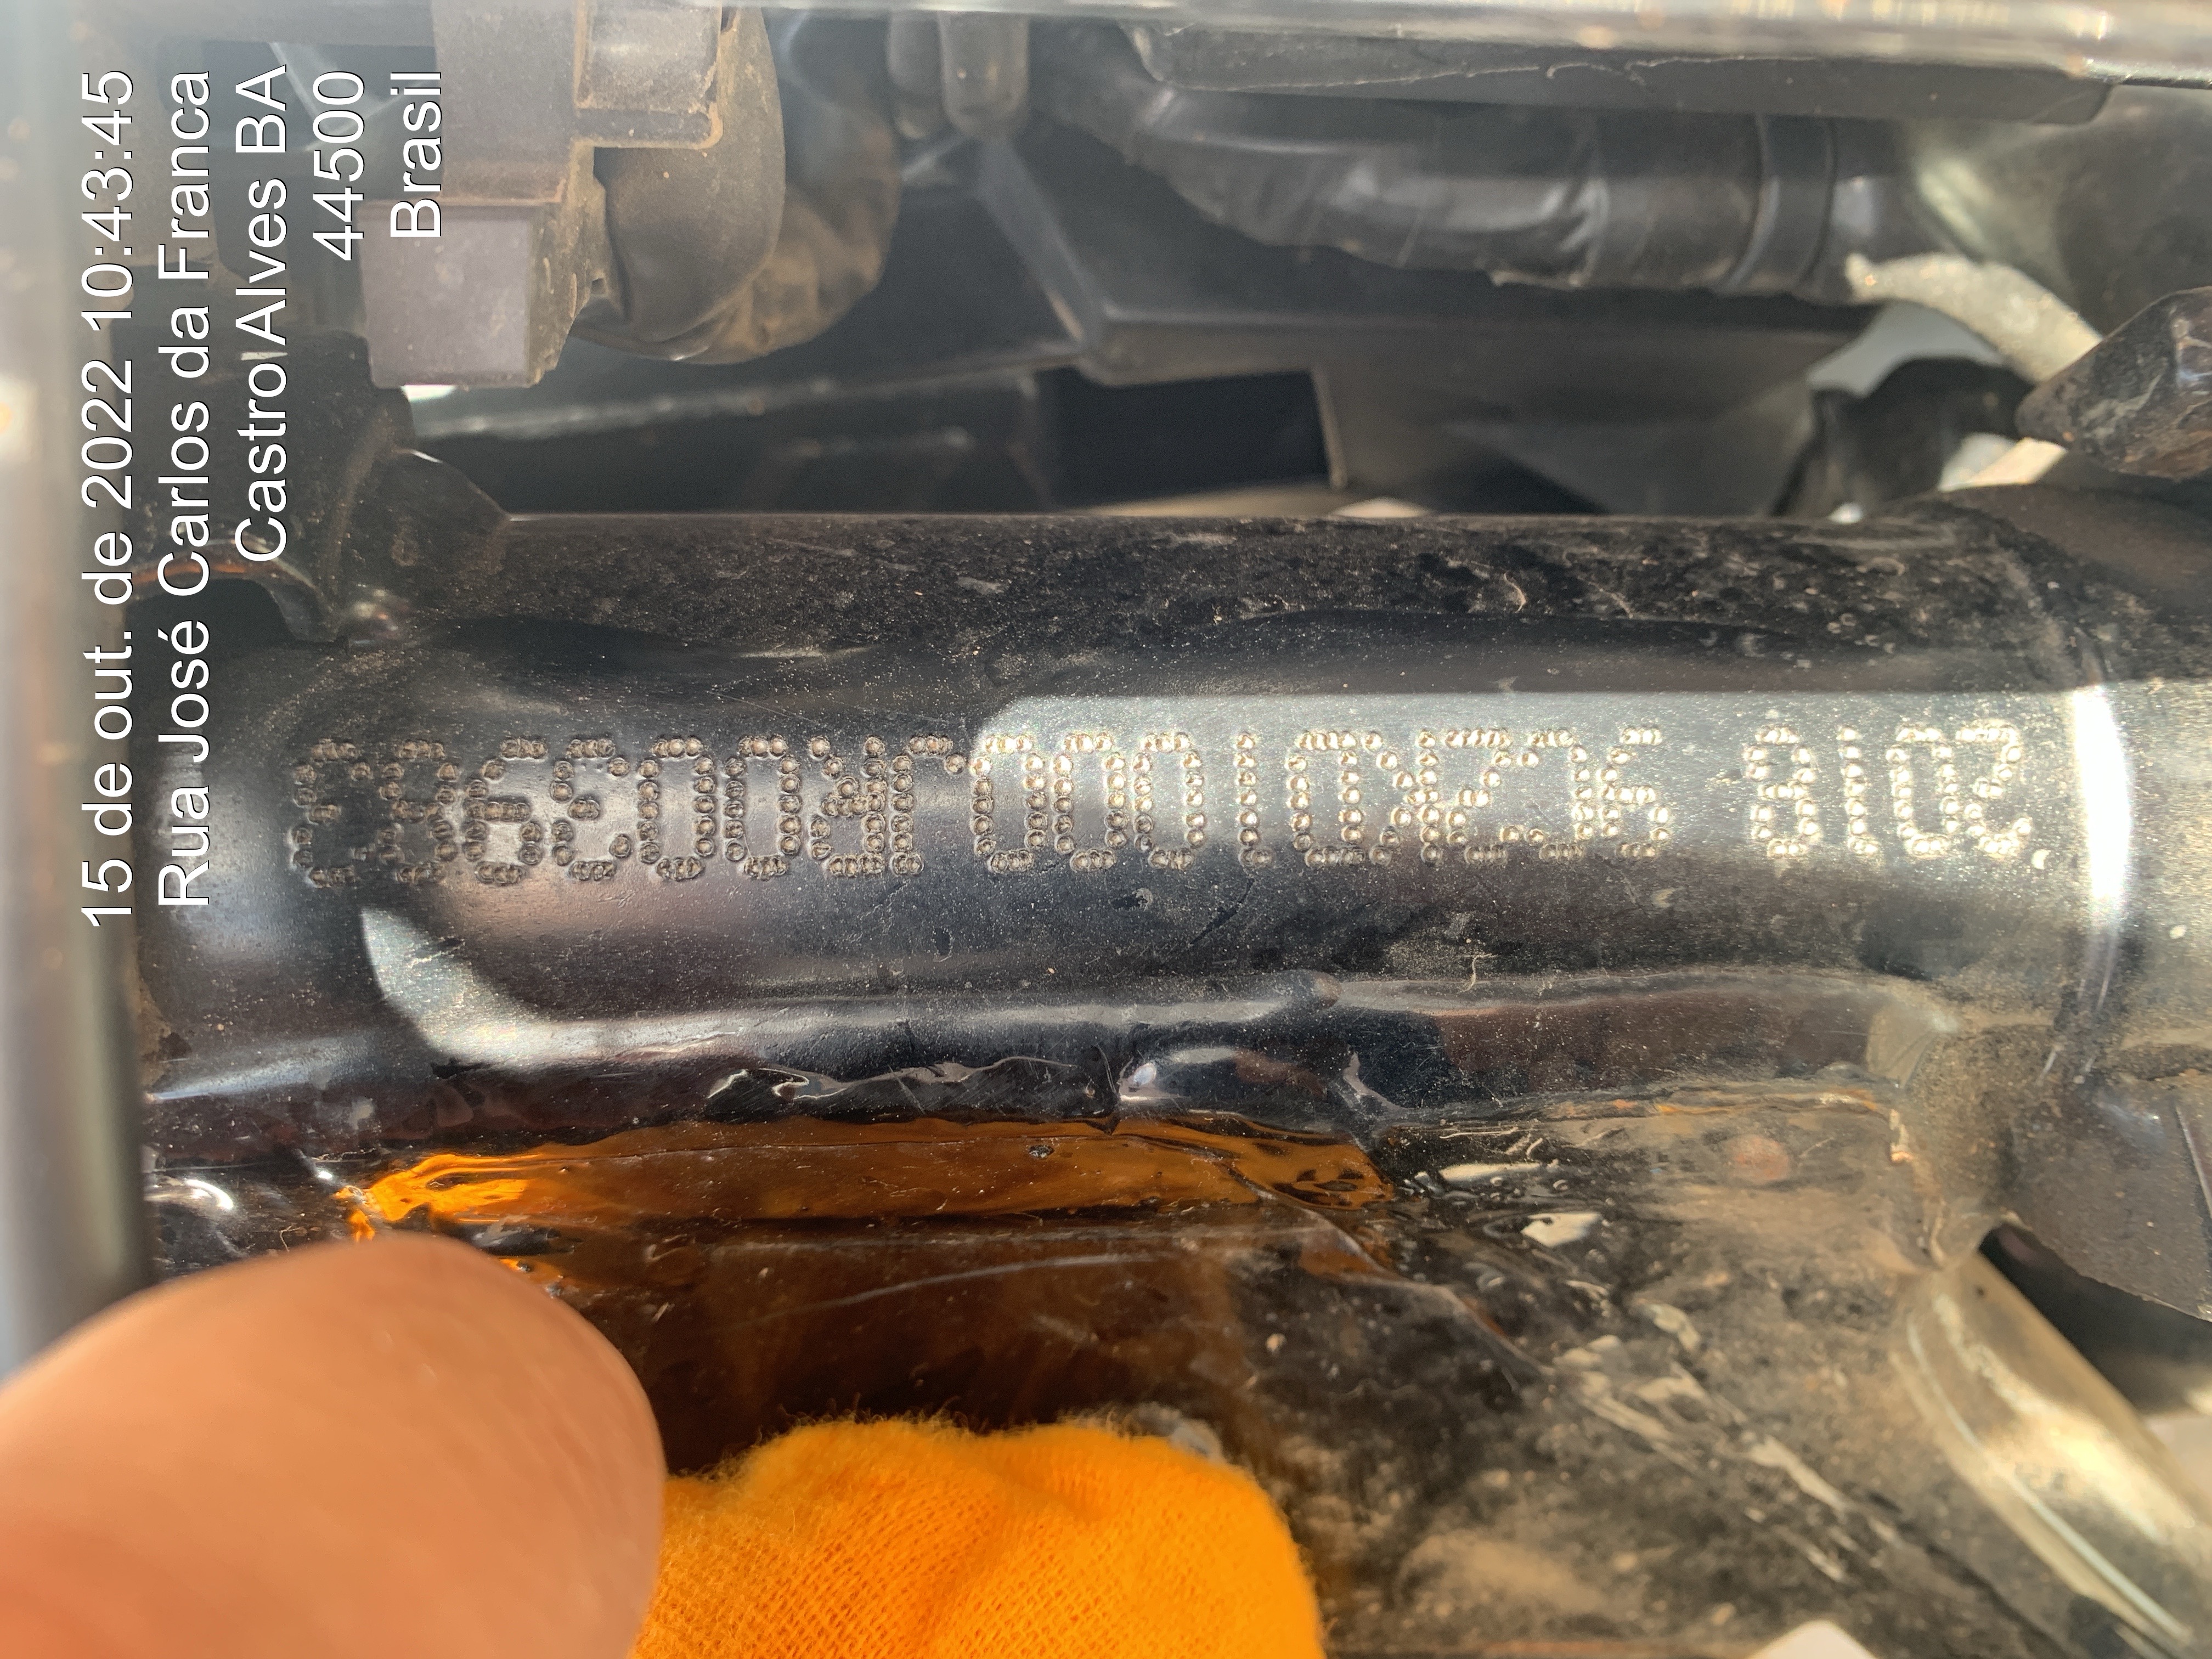 15 de out. de 2022 10:43:45
Rua José Carlos da Franca
Castro Alves BA
44500
Brasil
2018 9C2KD1000JR003983